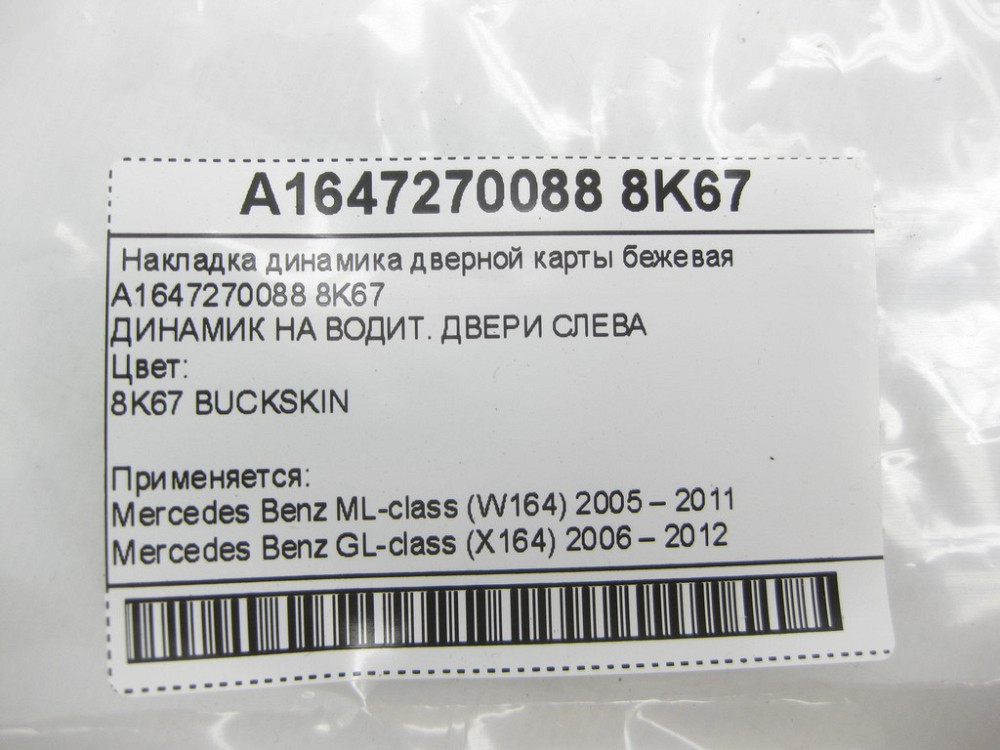 A1647270088 8K67
Накладка динамика дверной карты бежевая
A1647270088 8K67
ДИНАМИК НА ВОДИТ. ДВЕРИ СЛЕВА
Цвет:
8K67 BUCKSKIN
Применяется:
Mercedes Benz ML-class (W164) 2005 – 2011
Mercedes Benz GL-class (X164) 2006 – 2012